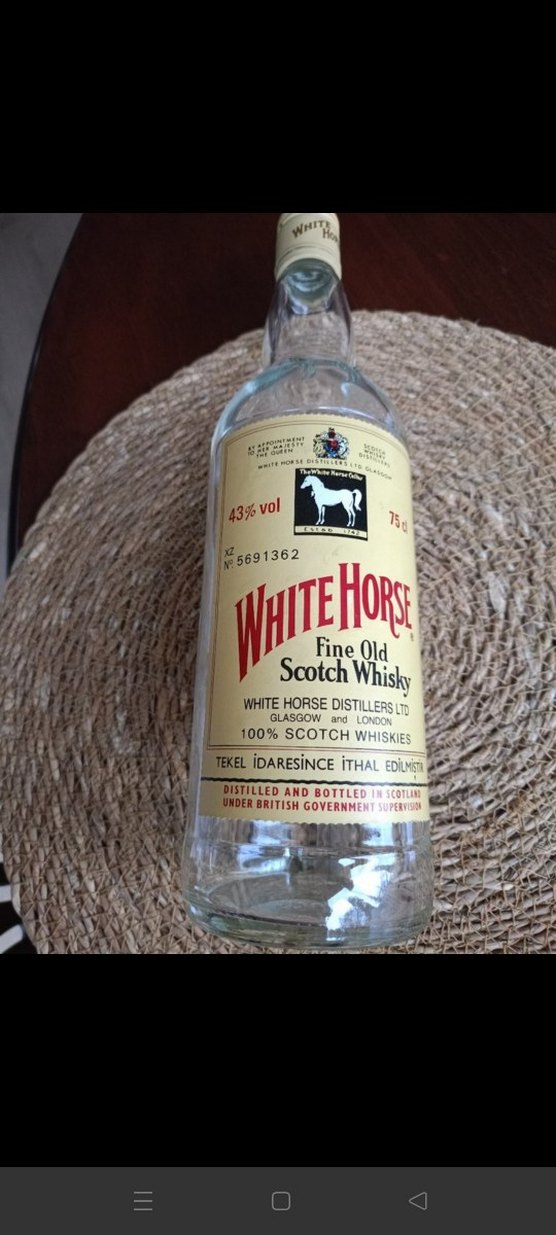 WHITE
BY APPOINTMENT
TO HER MAJESTY
THE QUEEN
SCOTCH
WHISKY
DISTILLERS
WHITE HORSE DISTILLERS LTD GLASGOW
The White Horse Cellar
ESTAB. 1742
43% vol
75 cl
XZ
Nº 5691362
WHITE HORSE
®
Fine Old
Scotch Whisky
WHITE HORSE DISTILLERS LTD
GLASGOW and LONDON
100% SCOTCH WHISKIES
TEKEL İDARESİNCE İTHAL EDİLMİŞTİR
DISTILLED AND BOTTLED IN SCOTLAND
UNDER BRITISH GOVERNMENT SUPERVISION